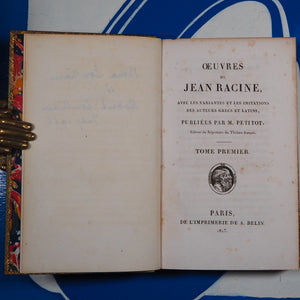 ŒUVRES
DE
JEAN RACINE,
AVEC LES VARIANTES ET LES IMITATIONS
DES AUTEURS GRECS ET LATINS,
PUBLIÉES PAR M. PETITOT,
Éditeur du Répertoire du Théâtre français.
TOME PREMIER.
PARIS,
DE L'IMPRIMERIE DE A. BELIN.
1813.